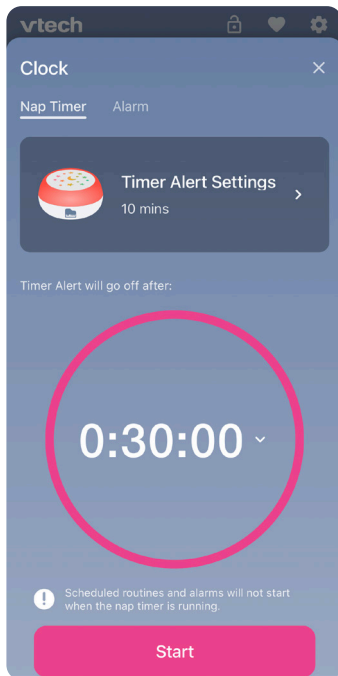 vtech
Clock
Nap Timer Alarm
Timer Alert Settings
10 mins
Timer Alert will go off after:
0:30:00
Scheduled routines and alarms will not start
when the nap timer is running.
Start